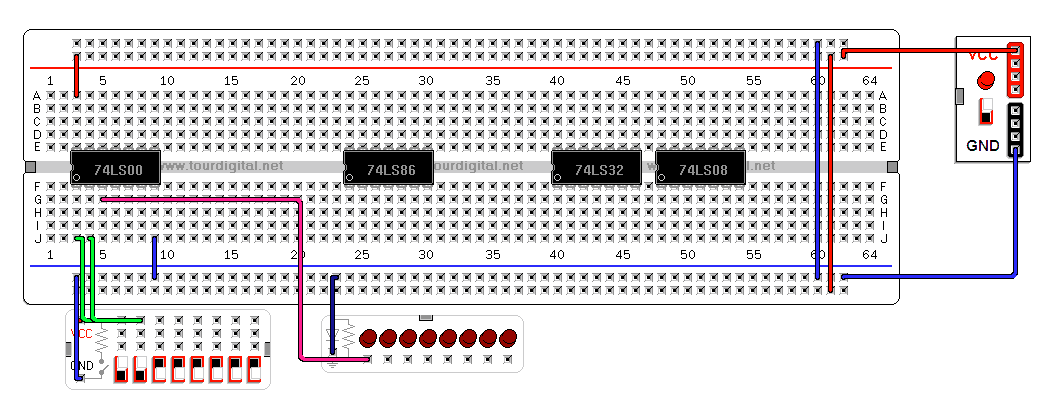 VCC
1 5 10 15 20 25 30 35 40 45 50 55 60 64
A A
B B
C C
D D
E E
GND
74LS00 www.tourdigital.net 74LS86 tourdigital.net 74LS32 74LS08 l.net
F F
G G
H H
I I
J J
1 5 10 15 20 25 30 35 40 45 50 55 60 64
VCC
GND